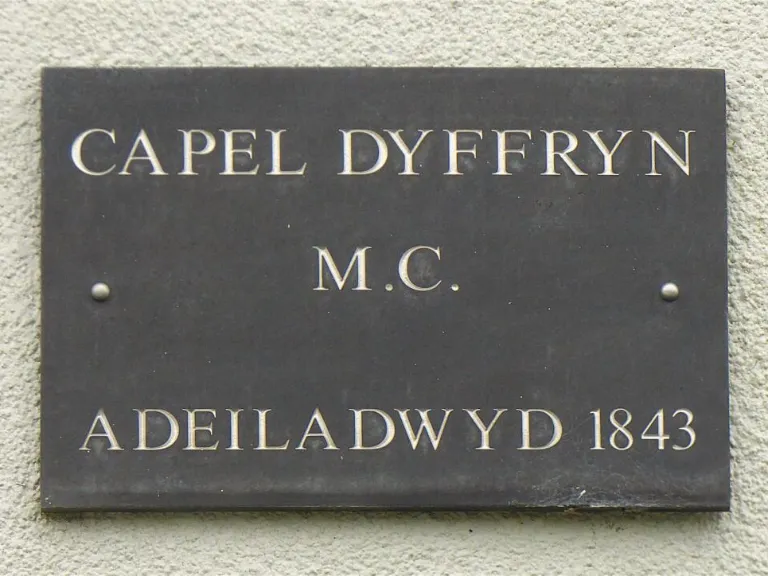 CAPEL DYFFRYN
M.C.
ADEILADWYD 1843